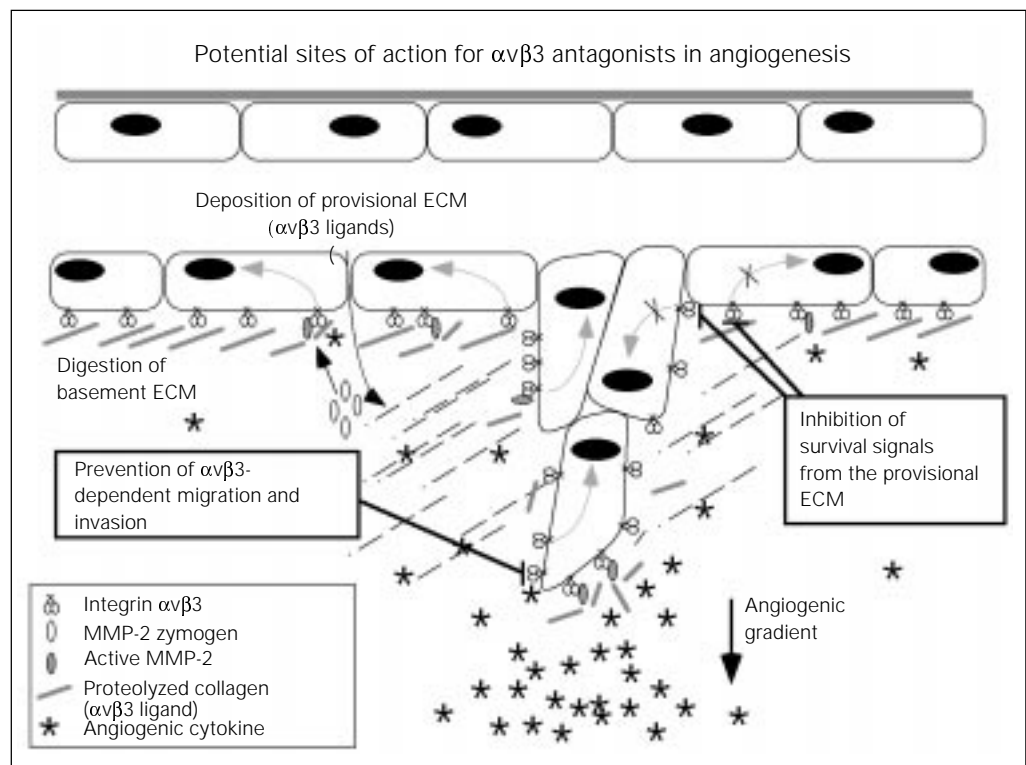 Potential sites of action for αvβ3 antagonists in angiogenesis
Deposition of provisional ECM
(αvβ3 ligands)
Digestion of
basement ECM
Prevention of αvβ3-
dependent migration and
invasion
Inhibition of
survival signals
from the provisional
ECM
Angiogenic
gradient
Integrin αvβ3
MMP-2 zymogen
Active MMP-2
Proteolyzed collagen
(αvβ3 ligand)
Angiogenic cytokine